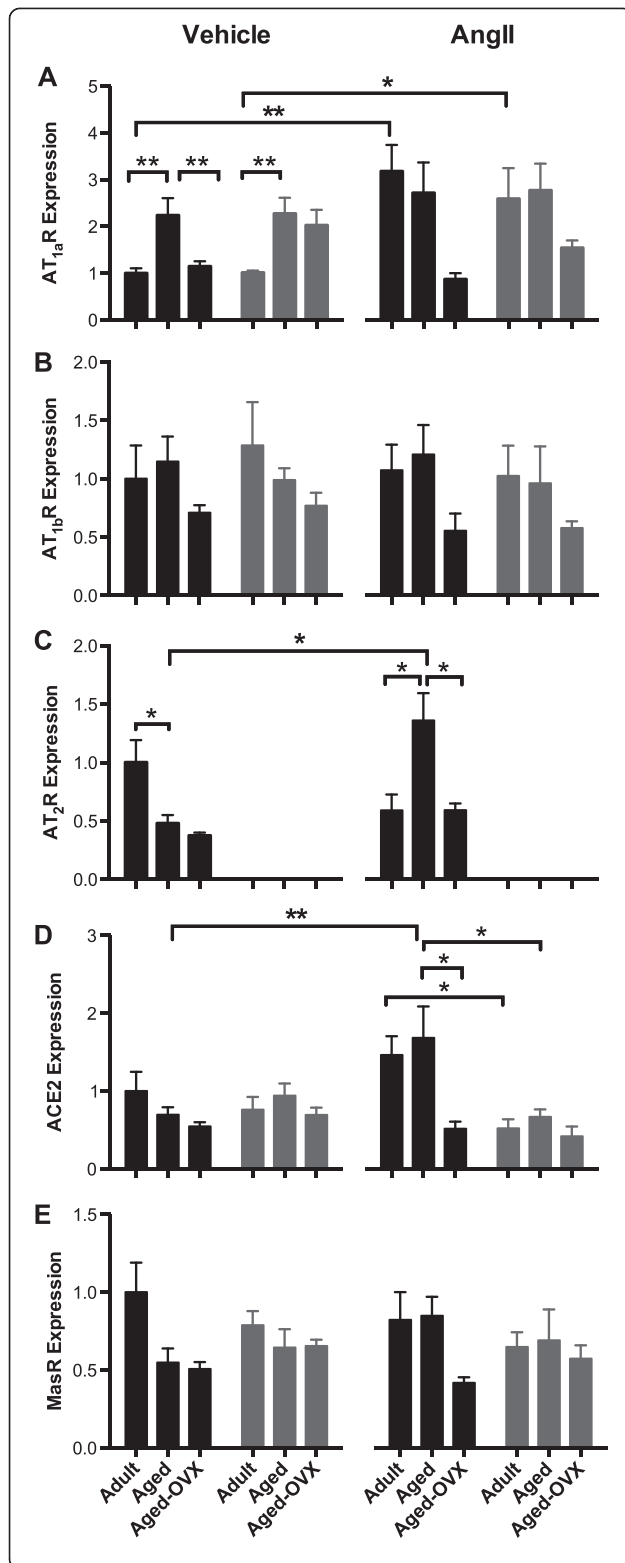 Vehicle AngII
A
AT1aR Expression
5
4
3
2
1
0
*
**
** ** **
B
AT1bR Expression
2.0
1.5
1.0
0.5
0.0
C
AT2R Expression
2.0
1.5
1.0
0.5
0.0
*
* * *
D
ACE2 Expression
3
2
1
0
**
*
*
*
E
MasR Expression
1.5
1.0
0.5
0.0
Adult Aged Aged-OVX Adult Aged Aged-OVX Adult Aged Aged-OVX Adult Aged Aged-OVX